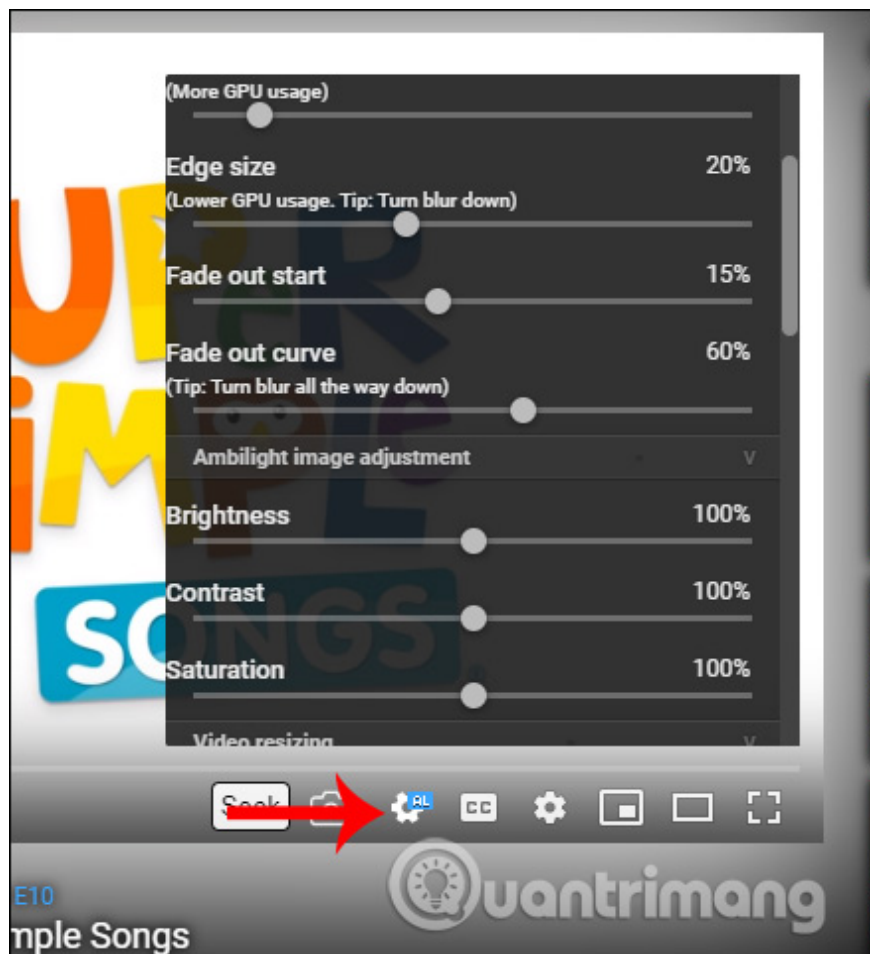 (More GPU usage)
Edge size 20%
(Lower GPU usage. Tip: Turn blur down)
Fade out start 15%
Fade out curve 60%
(Tip: Turn blur all the way down)
Ambilight image adjustment v
Brightness 100%
Contrast 100%
Saturation 100%
Video resizing v
UPeR
iMPLe
SONGS
Seek AL CC
Quantrimang
E10
mple Songs